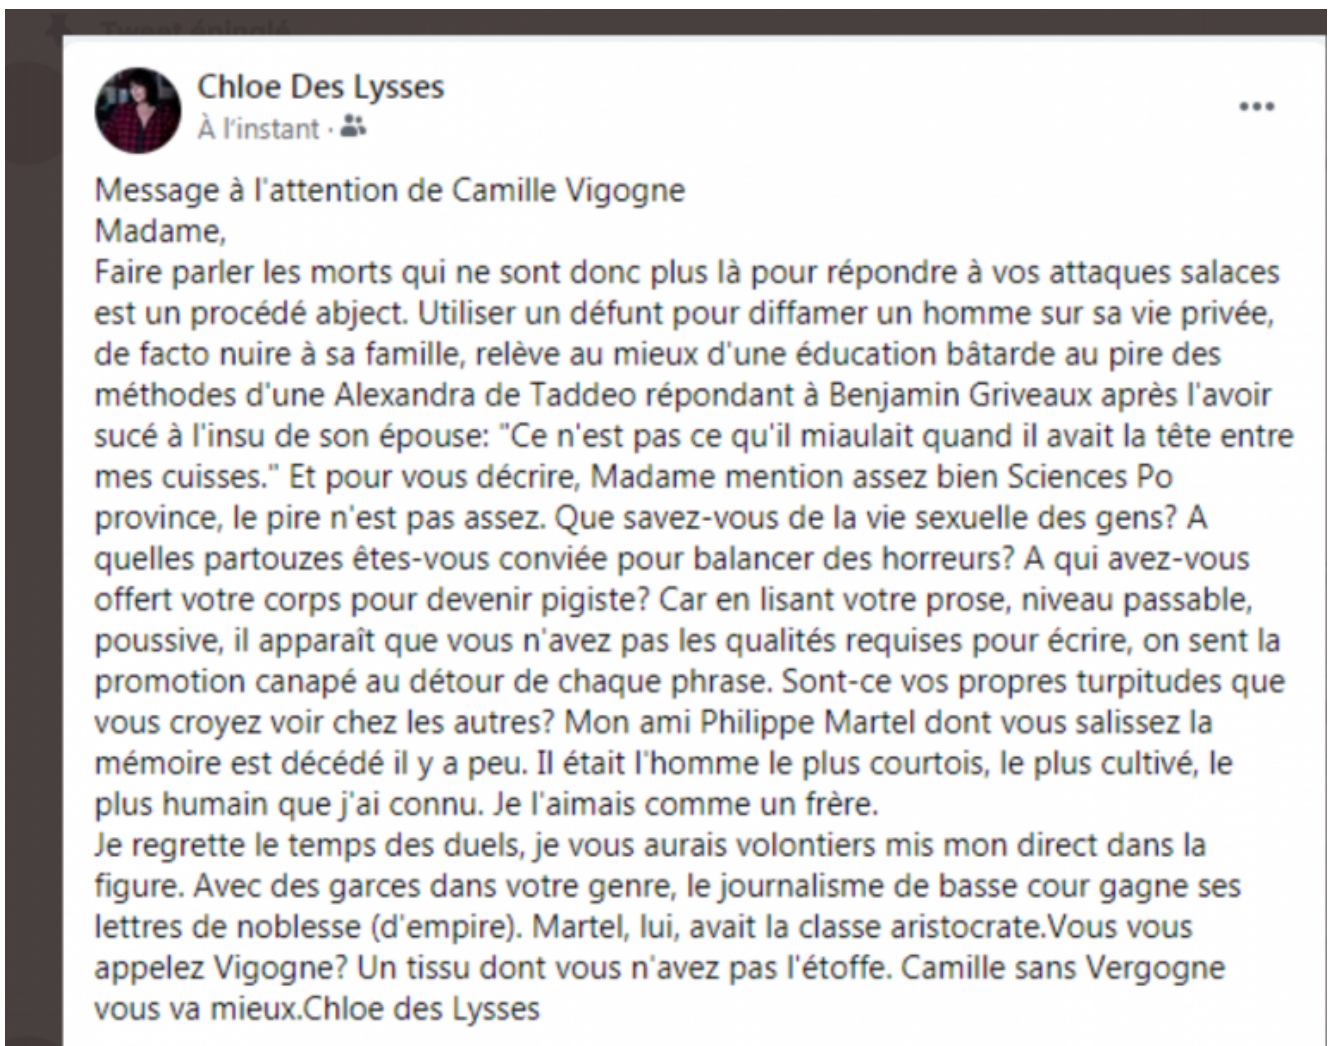 Tweet épinglé
Chloe Des Lysses
À l'instant ·
Message à l'attention de Camille Vigogne
Madame,
Faire parler les morts qui ne sont donc plus là pour répondre à vos attaques salaces
est un procédé abject. Utiliser un défunt pour diffamer un homme sur sa vie privée,
de facto nuire à sa famille, relève au mieux d'une éducation bâtarde au pire des
méthodes d'une Alexandra de Taddeo répondant à Benjamin Griveaux après l'avoir
sucé à l'insu de son épouse: "Ce n'est pas ce qu'il miaulait quand il avait la tête entre
mes cuisses." Et pour vous décrire, Madame mention assez bien Sciences Po
province, le pire n'est pas assez. Que savez-vous de la vie sexuelle des gens? A
quelles partouzes êtes-vous conviée pour balancer des horreurs? A qui avez-vous
offert votre corps pour devenir pigiste? Car en lisant votre prose, niveau passable,
poussive, il apparaît que vous n'avez pas les qualités requises pour écrire, on sent la
promotion canapé au détour de chaque phrase. Sont-ce vos propres turpitudes que
vous croyez voir chez les autres? Mon ami Philippe Martel dont vous salissez la
mémoire est décédé il y a peu. Il était l'homme le plus courtois, le plus cultivé, le
plus humain que j'ai connu. Je l'aimais comme un frère.
Je regrette le temps des duels, je vous aurais volontiers mis mon direct dans la
figure. Avec des garces dans votre genre, le journalisme de basse cour gagne ses
lettres de noblesse (d'empire). Martel, lui, avait la classe aristocrate.Vous vous
appelez Vigogne? Un tissu dont vous n'avez pas l'étoffe. Camille sans Vergogne
vous va mieux.Chloe des Lysses